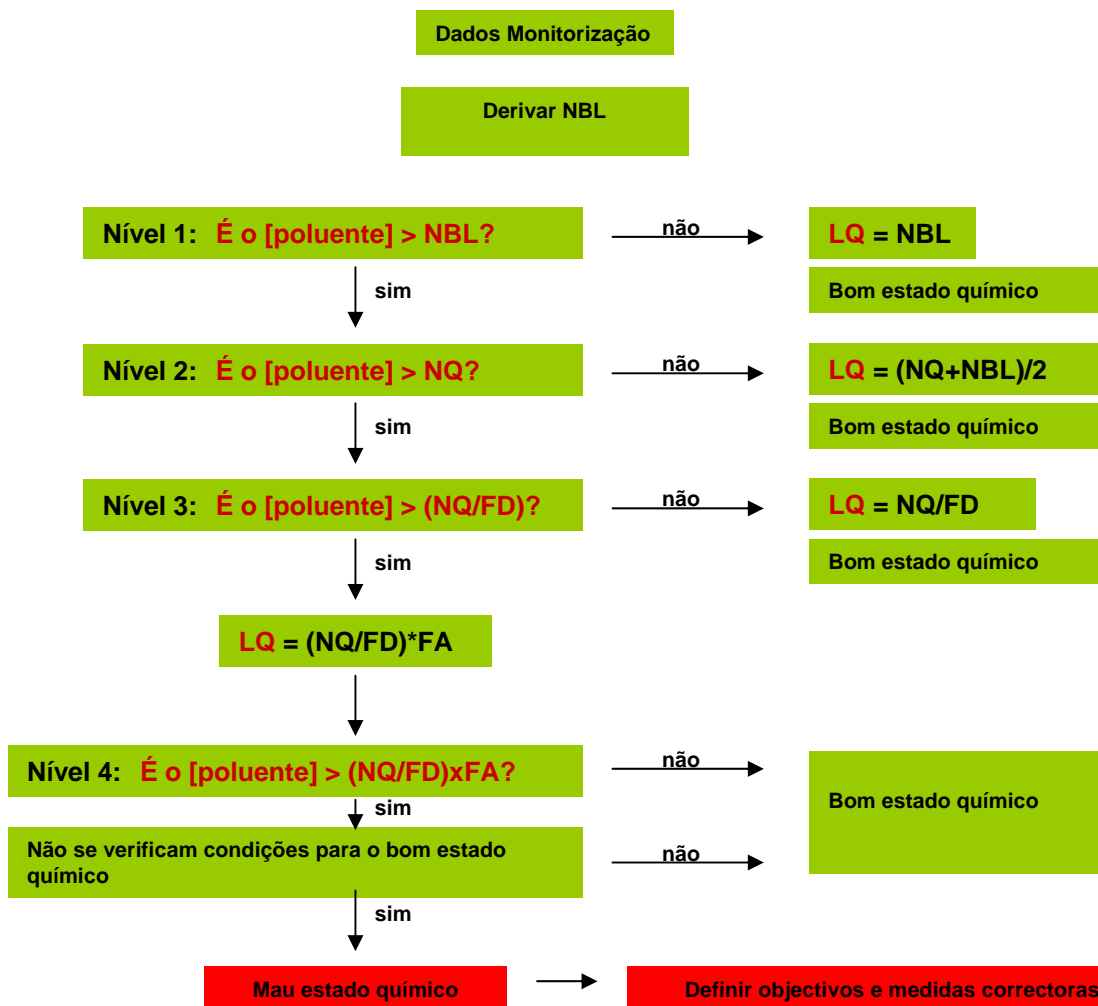 Dados Monitorização
Derivar NBL
Nível 1: É o [poluente] > NBL?
não
LQ = NBL
Bom estado químico
sim
Nível 2: É o [poluente] > NQ?
não
LQ = (NQ+NBL)/2
Bom estado químico
sim
Nível 3: É o [poluente] > (NQ/FD)?
não
LQ = NQ/FD
Bom estado químico
sim
LQ = (NQ/FD)*FA
Nível 4: É o [poluente] > (NQ/FD)xFA?
não
Bom estado químico
sim
Não se verificam condições para o bom estado
químico
não
sim
Mau estado químico
Definir objectivos e medidas correctoras